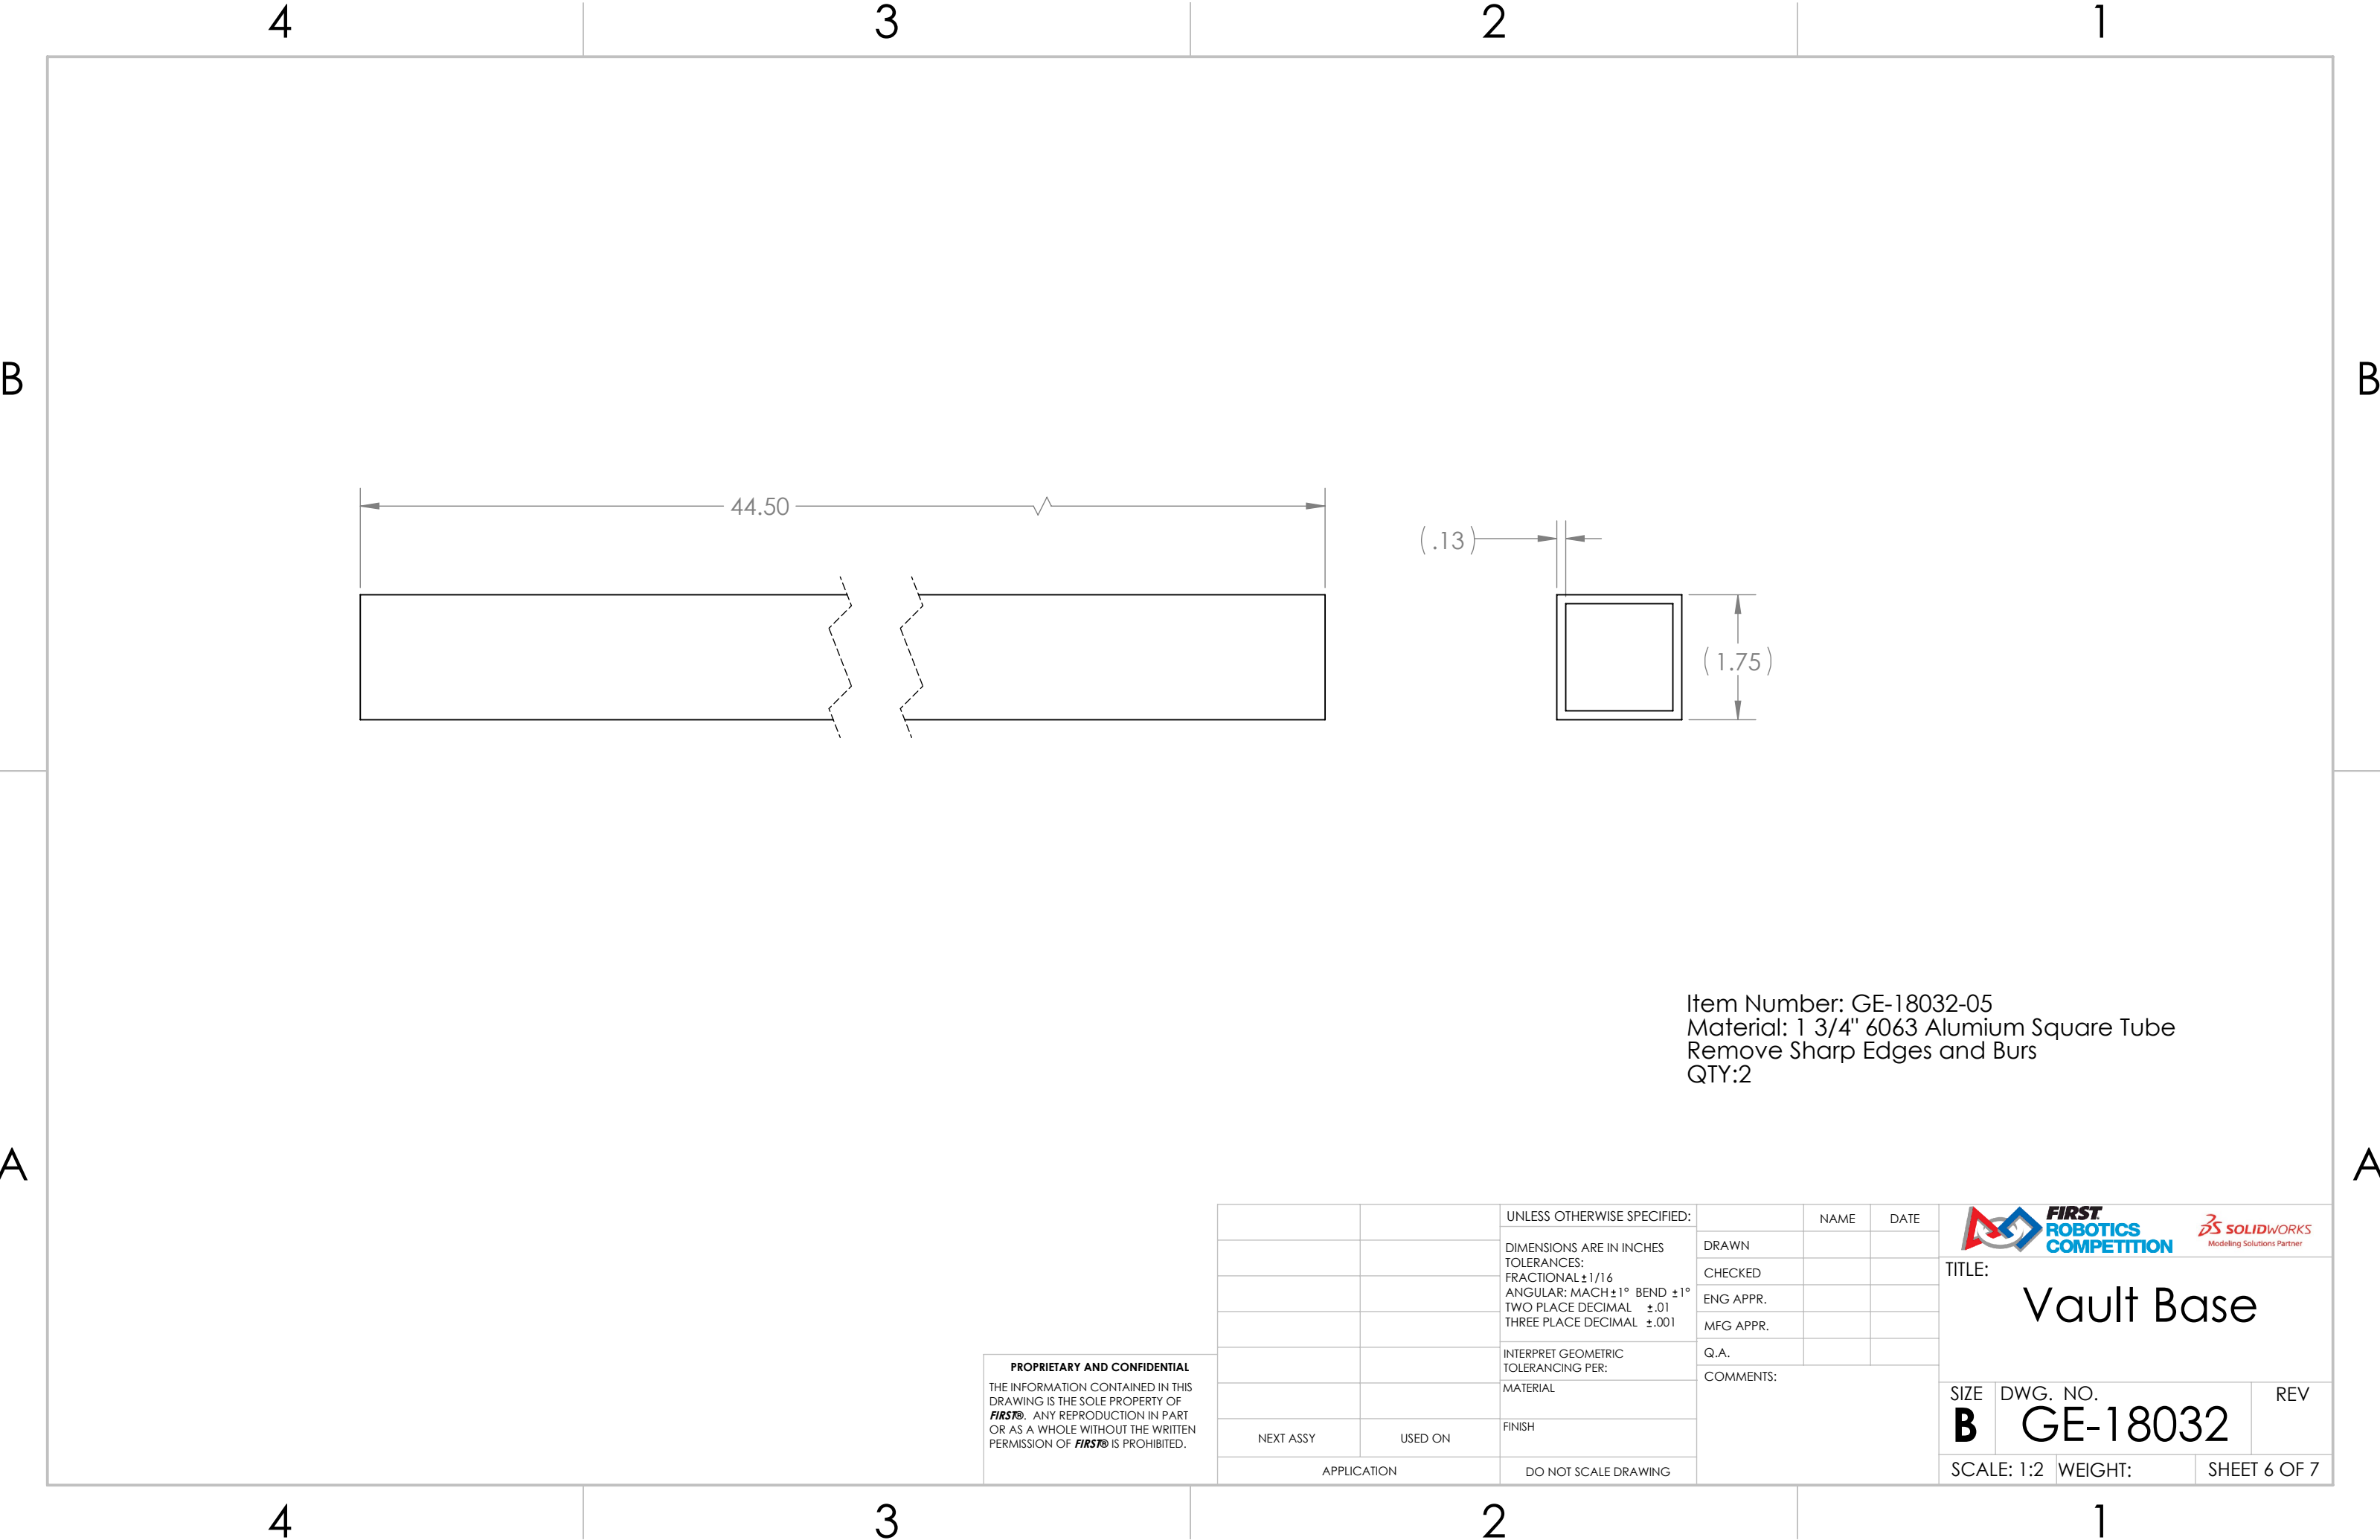 4 3 2 1
B B
44.50
( .13 )
( 1.75 )
Item Number: GE-18032-05
Material: 1 3/4" 6063 Alumium Square Tube
Remove Sharp Edges and Burs
QTY:2
A A
UNLESS OTHERWISE SPECIFIED:
DIMENSIONS ARE IN INCHES
TOLERANCES:
FRACTIONAL ±1/16
ANGULAR: MACH ±1° BEND ±1°
TWO PLACE DECIMAL ±.01
THREE PLACE DECIMAL ±.001
INTERPRET GEOMETRIC
TOLERANCING PER:
MATERIAL
FINISH
DO NOT SCALE DRAWING
NAME DATE
DRAWN
CHECKED
ENG APPR.
MFG APPR.
Q.A.
COMMENTS:
FIRST.
ROBOTICS
COMPETITION
SOLIDWORKS
Modeling Solutions Partner
TITLE:
Vault Base
SIZE DWG. NO. REV
B GE-18032
SCALE: 1:2 WEIGHT: SHEET 6 OF 7
PROPRIETARY AND CONFIDENTIAL
THE INFORMATION CONTAINED IN THIS
DRAWING IS THE SOLE PROPERTY OF
FIRST®. ANY REPRODUCTION IN PART
OR AS A WHOLE WITHOUT THE WRITTEN
PERMISSION OF FIRST® IS PROHIBITED.
NEXT ASSY USED ON
APPLICATION
4 3 2 1